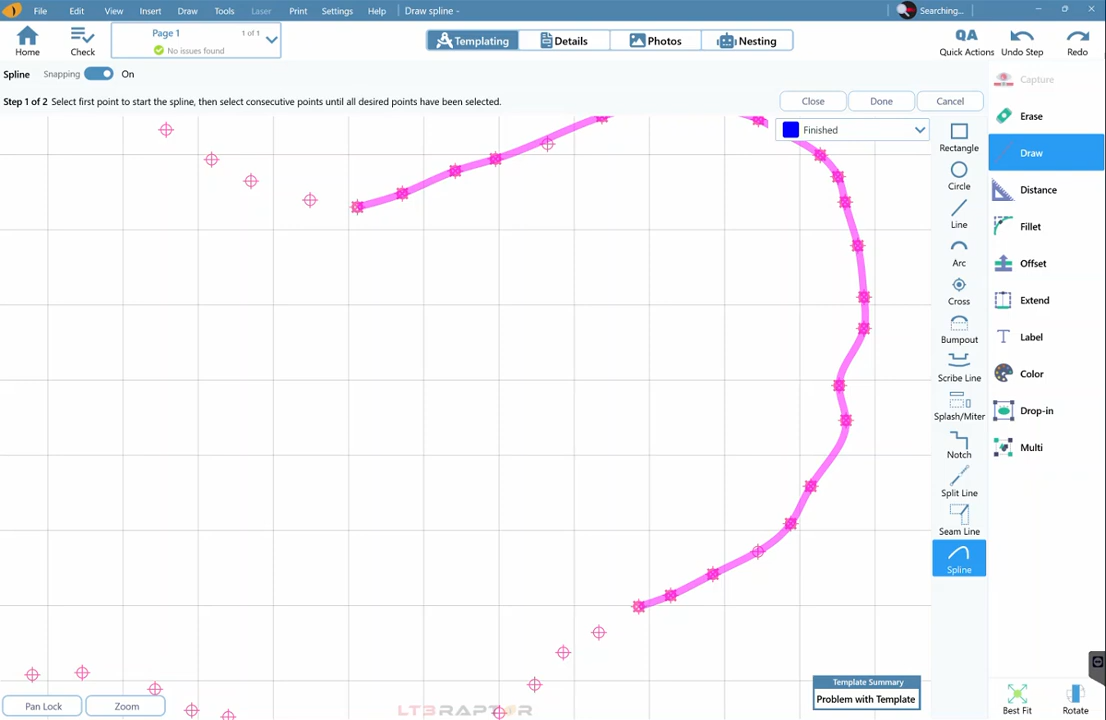 File Edit View Insert Draw Tools Laser Print Settings Help Draw spline Searching...
Home
Check
Page 1 1 of 1
No issues found
Templating
Details
Photos
Nesting
QA
Quick Actions
Undo Step
Redo
Spline Snapping On
Step 1 of 2 Select first point to start the spline, then select consecutive points until all desired points have been selected.
Close
Done
Cancel
Finished
Rectangle
Circle
Line
Arc
Cross
Bumpout
Scribe Line
Splash/Miter
Notch
Split Line
Seam Line
Spline
Capture
Erase
Draw
Distance
Fillet
Offset
Extend
Label
Color
Drop-in
Multi
Pan Lock
Zoom
LT3RAPTOR
Template Summary
Problem with Template
Best Fit
Rotate